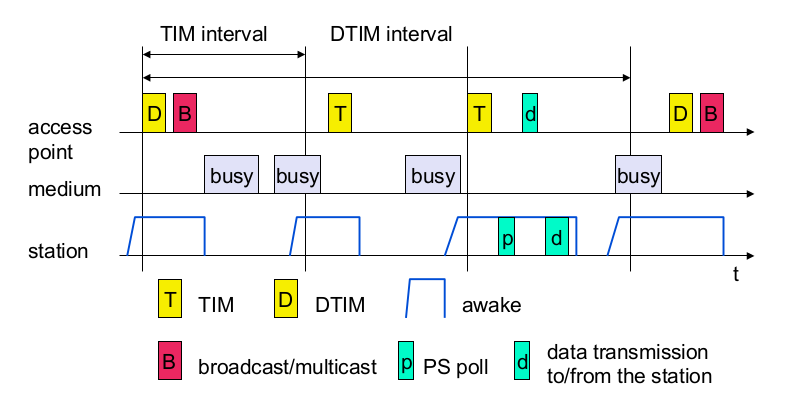 TIM interval DTIM interval
D B T T d D B
access
point
busy busy busy busy
medium
p d
station
t
T TIM D DTIM awake
B broadcast/multicast p PS poll d data transmission
to/from the station